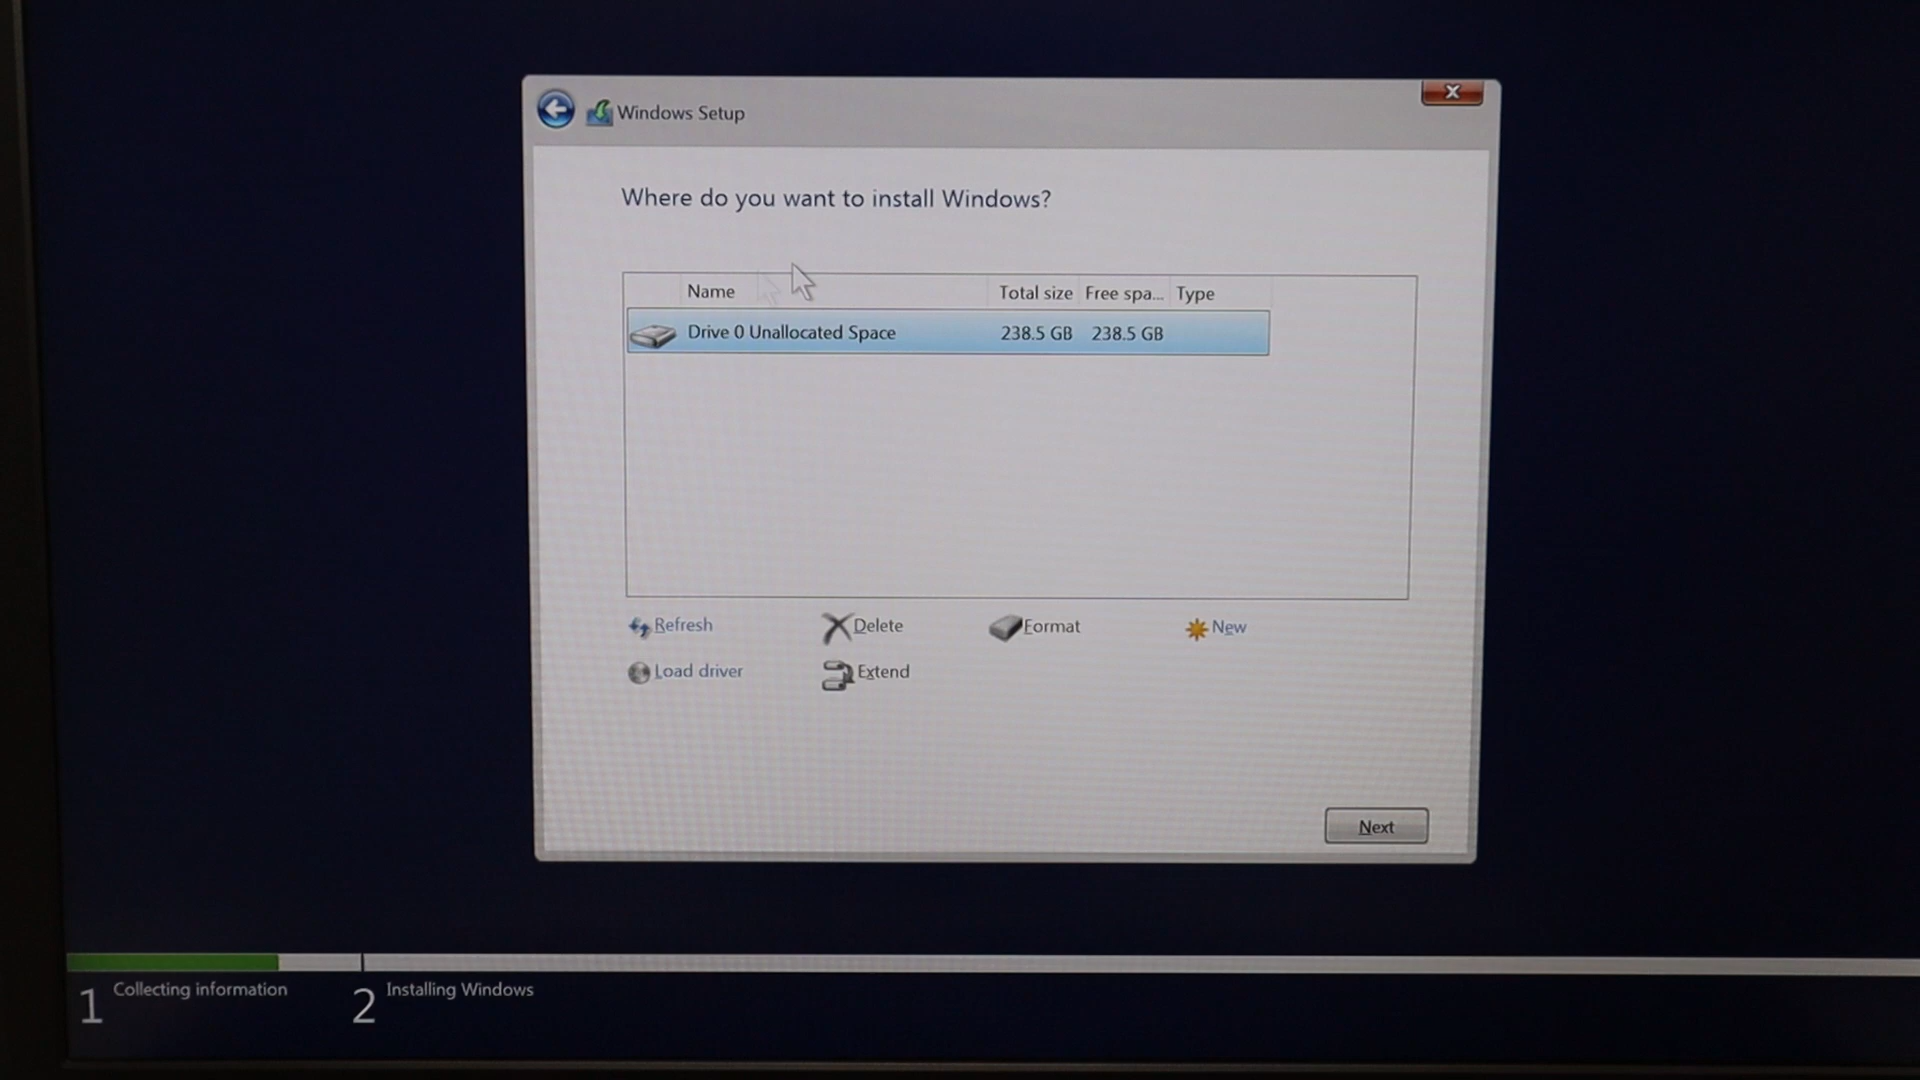 Windows Setup
Where do you want to install Windows?
Name Total size Free spa... Type
Drive 0 Unallocated Space 238.5 GB 238.5 GB
Refresh Delete Format New
Load driver Extend
Next
1 Collecting information 2 Installing Windows